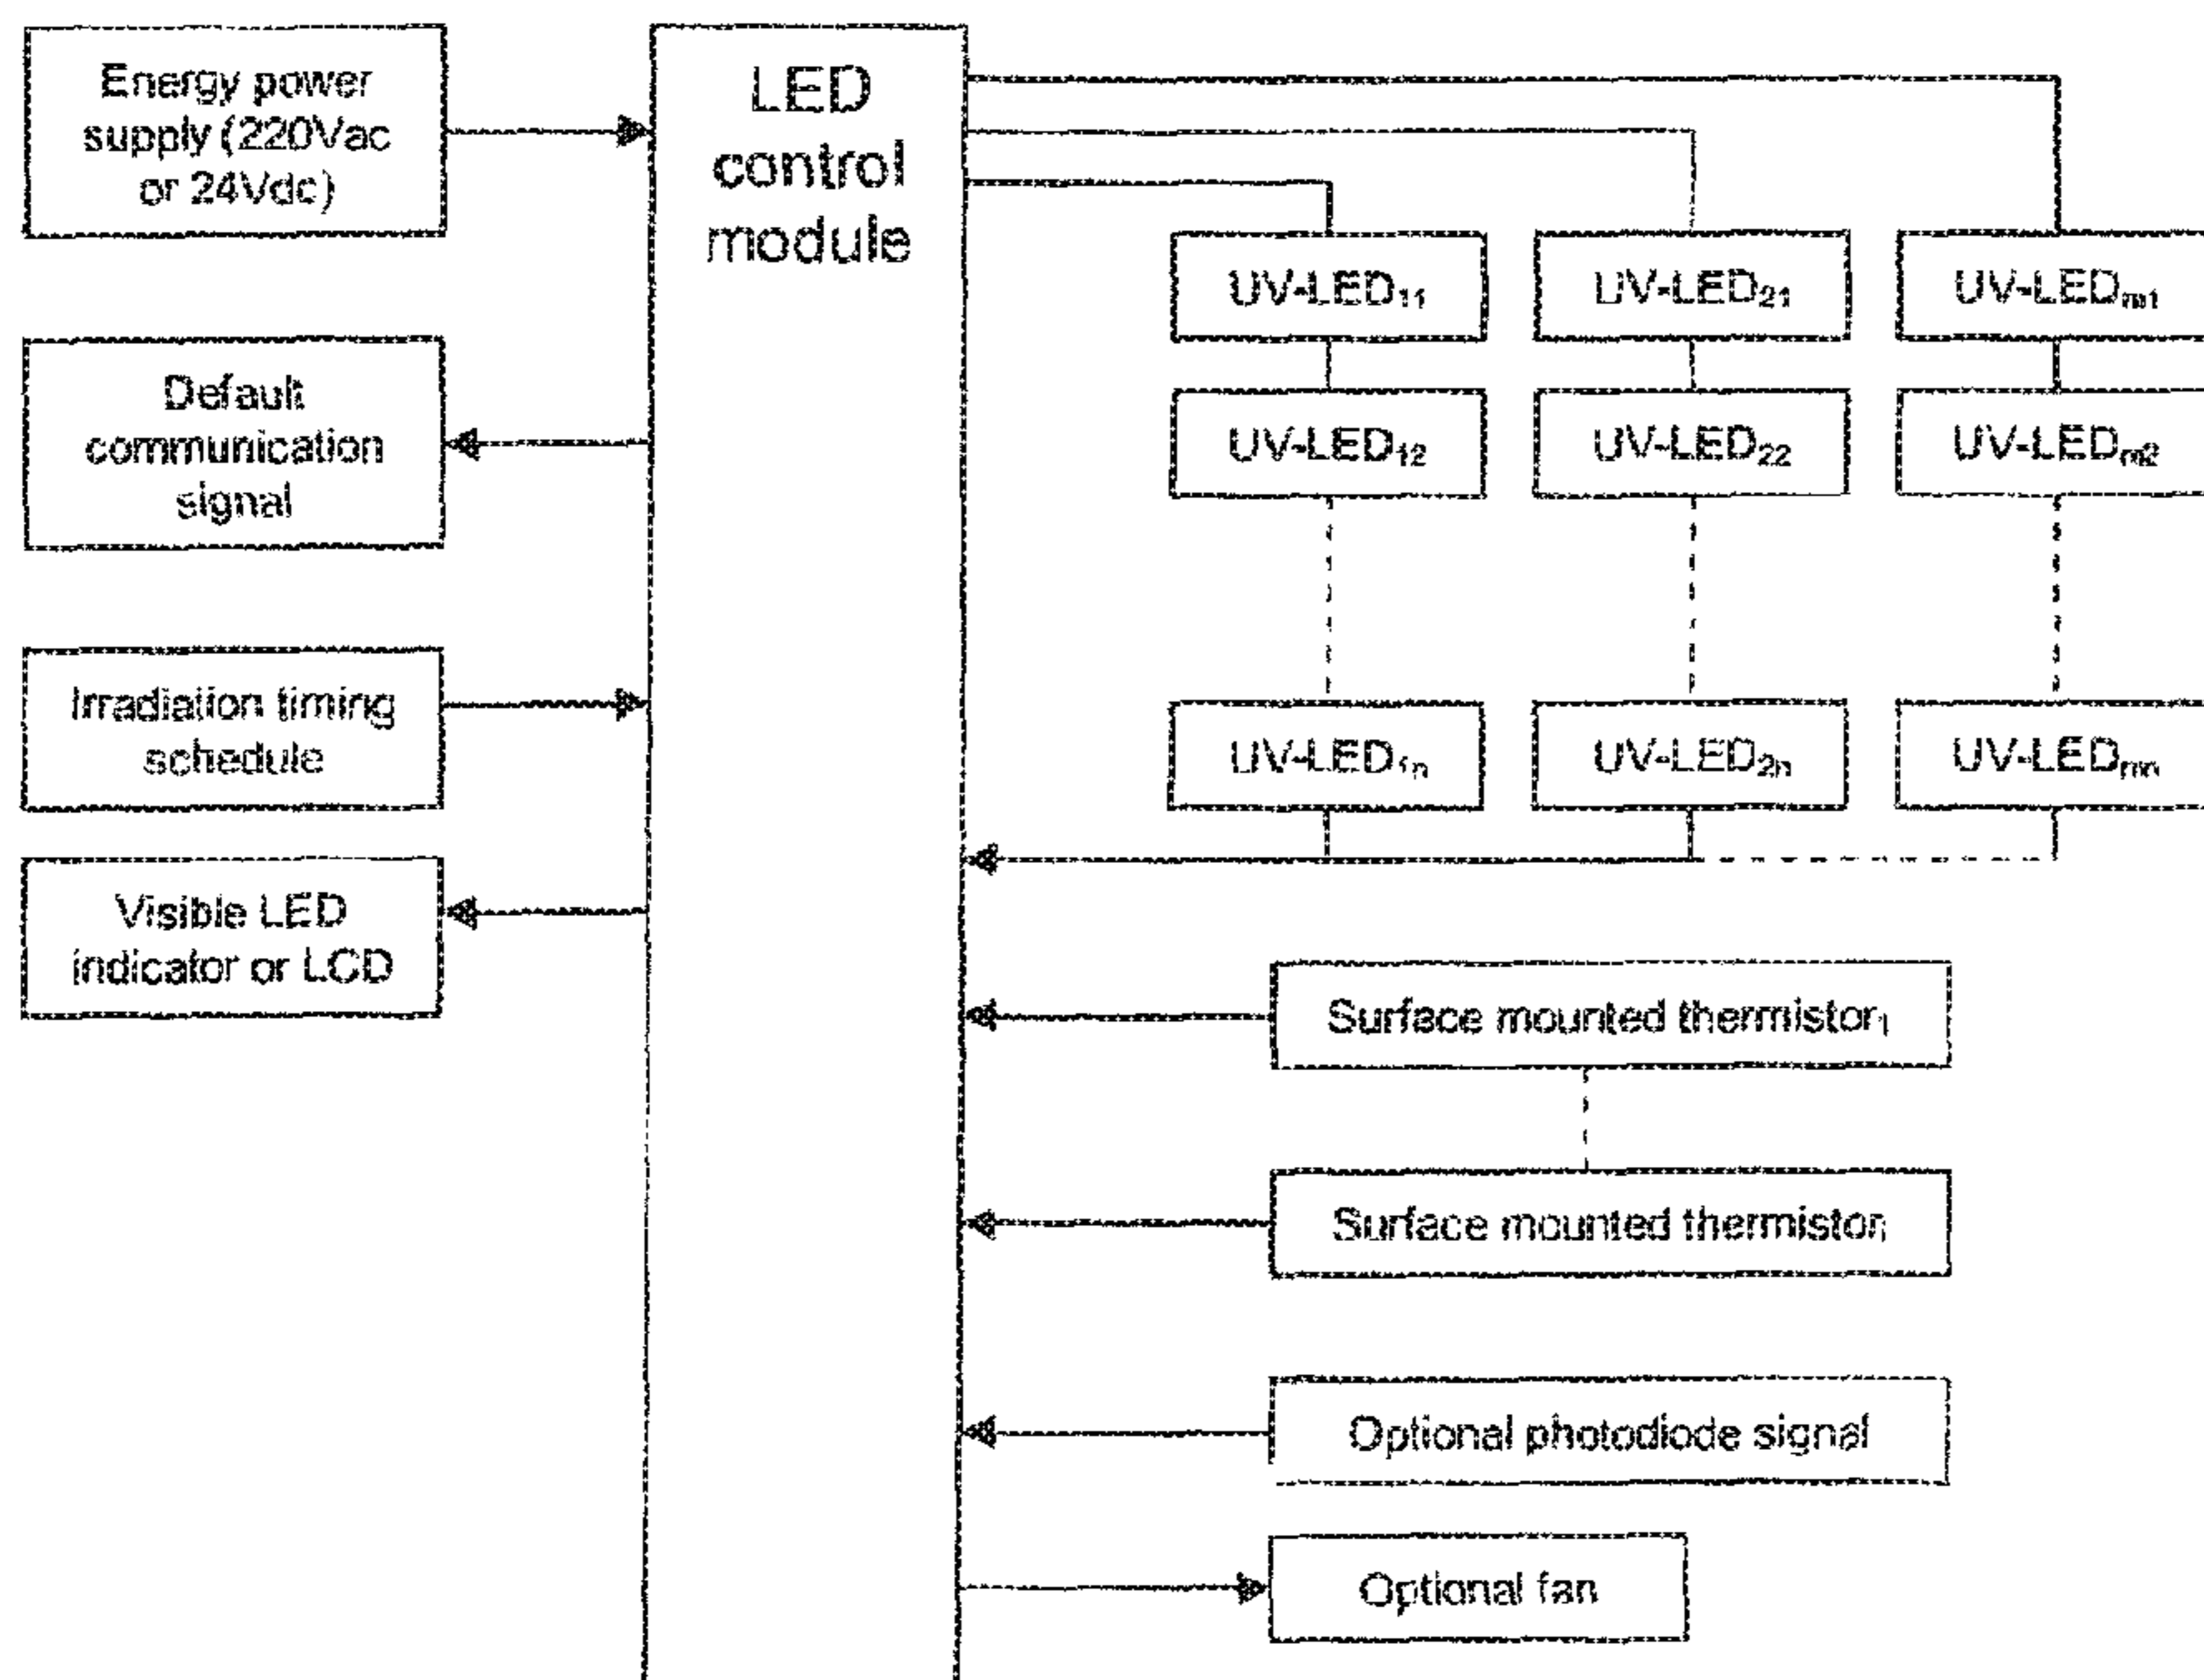 Energy power
supply (220Vac
or 24Vdc)
Default
communication
signal
Irradiation timing
schedule
Visible LED
indicator or LCD
LED
control
module
UV-LED₁₁
UV-LED₂₁
UV-LEDₘ₁
UV-LED₁₂
UV-LED₂₂
UV-LEDₘ₂
UV-LED₁ₙ
UV-LED₂ₙ
UV-LEDₘₙ
Surface mounted thermistor₁
Surface mounted thermistorₗ
Optional photodiode signal
Optional fan